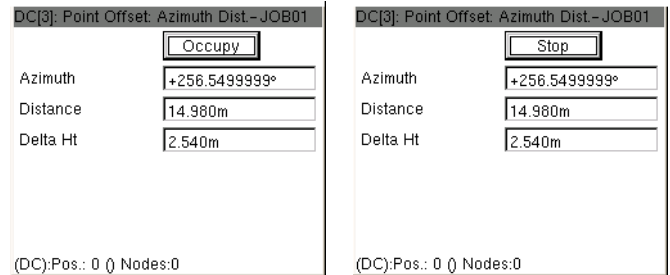 DC[3]: Point Offset: Azimuth Dist.–JOB01
Occupy
Azimuth +256.5499999°
Distance 14.980m
Delta Ht 2.540m
(DC):Pos.: 0 () Nodes:0
DC[3]: Point Offset: Azimuth Dist.–JOB01
Stop
Azimuth +256.5499999°
Distance 14.980m
Delta Ht 2.540m
(DC):Pos.: 0 () Nodes:0